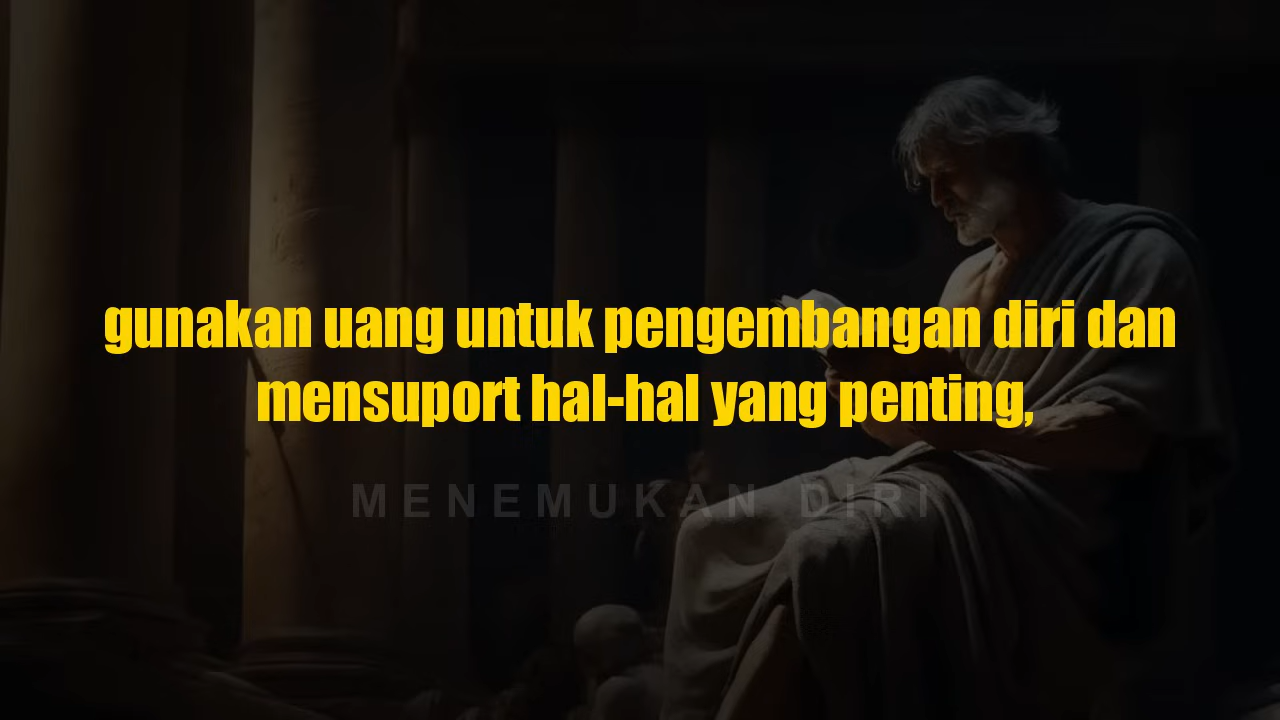 gunakan uang untuk pengembangan diri dan
mensuport hal-hal yang penting,
MENEMUKAN DIRI